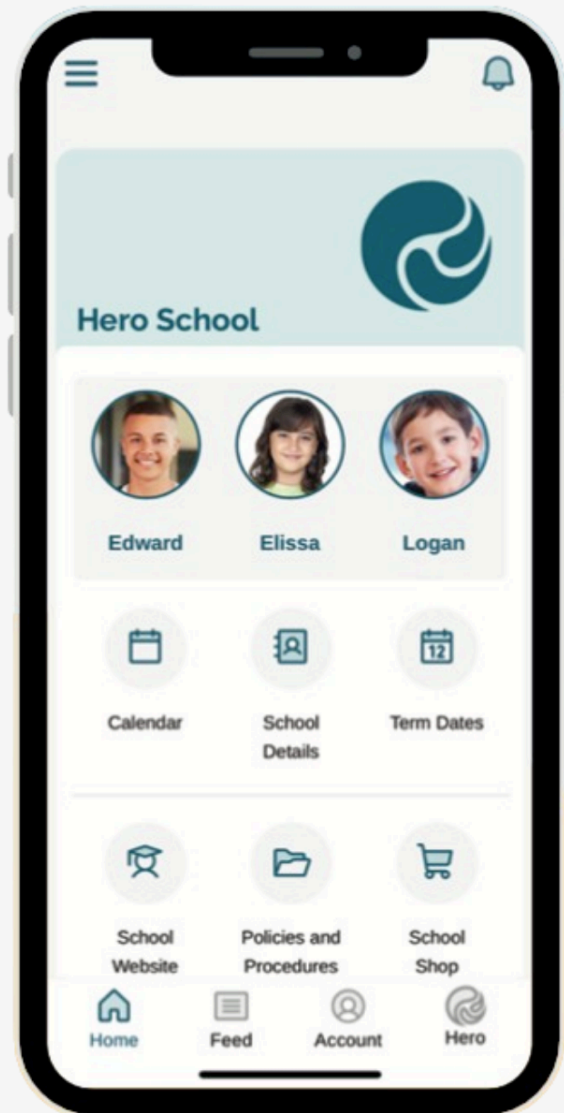 Hero School
Edward Elissa Logan
12
Calendar School Details Term Dates
School Website Policies and Procedures School Shop
Home Feed Account Hero